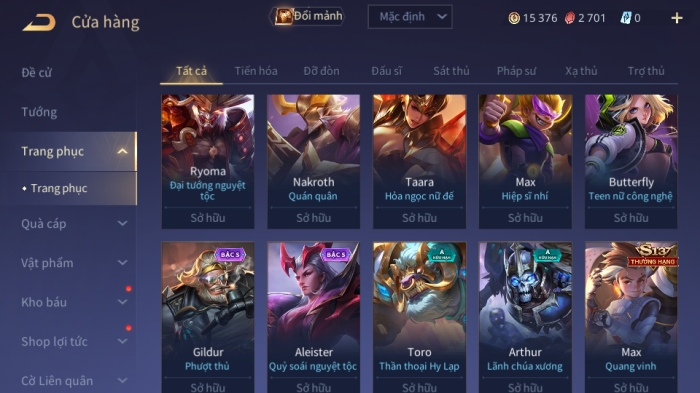 Cửa hàng
Đổi mảnh
Mặc định
15 376
2 701
0
Đề cử
Tướng
Trang phục
Trang phục
Quà cáp
Vật phẩm
Kho báu
Shop lợi tức
Cờ Liên quân
Tất cả
Tiến hóa
Đỡ đòn
Đấu sĩ
Sát thủ
Pháp sư
Xạ thủ
Trợ thủ
Ryoma
Đại tướng nguyệt
tộc
Sở hữu
Nakroth
Quán quân
Sở hữu
Taara
Hỏa ngọc nữ đế
Sở hữu
Max
Hiệp sĩ nhí
Sở hữu
Butterfly
Teen nữ công nghệ
Sở hữu
BẬC S
Gildur
Phượt thủ
Sở hữu
BẬC S
Aleister
Quỷ soái nguyệt tộc
Sở hữu
A
HỮU HẠN
Toro
Thần thoại Hy Lạp
Sở hữu
A
HỮU HẠN
Arthur
Lãnh chúa xương
Sở hữu
THƯỞNG HẠNG
Max
Quang vinh
Sở hữu